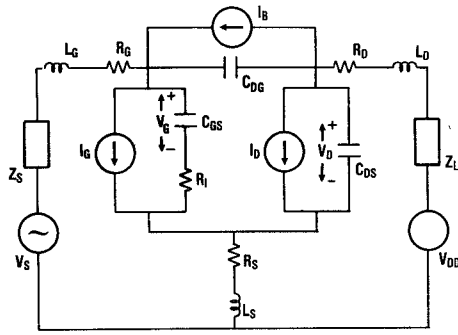 I_B
L_G
R_G
C_DG
R_D
L_D
+
V_G
−
C_GS
I_G
R_I
I_D
+
V_D
−
C_DS
Z_S
Z_L
V_S
V_DD
R_S
L_S